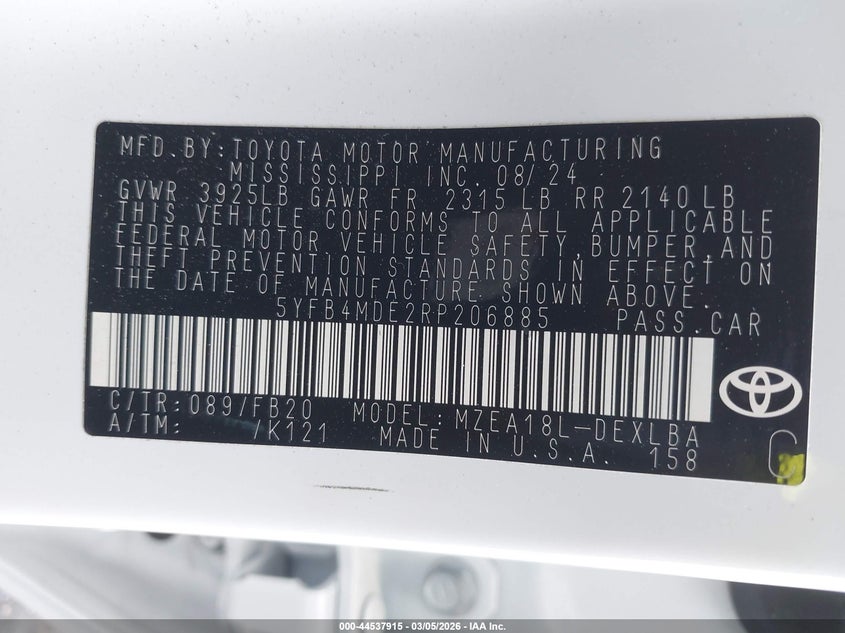 MFD.BY:TOYOTA MOTOR MANUFACTURING
MISSISSIPPI INC. 08/24
GVWR 3925LB GAWR FR 2315 LB RR 2140 LB
THIS VEHICLE CONFORMS TO ALL APPLICABLE
FEDERAL MOTOR VEHICLE SAFETY,BUMPER,AND
THEFT PREVENTION STANDARDS IN EFFECT ON
THE DATE OF MANUFACTURE SHOWN ABOVE.
5YFB4MDE2RP206885 PASS.CAR
C/TR:089/FB20 MODEL:MZEA18L-DEXLBA
A/TM: /K121 MADE IN U.S.A. 158
C
000-44537915 - 03/05/2026 - IAA Inc.